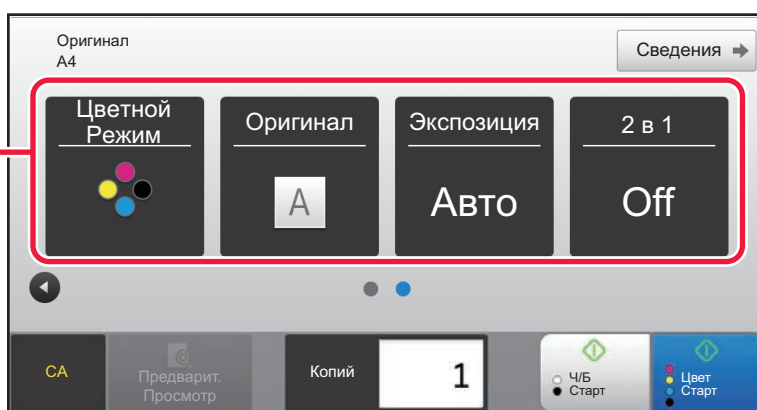 Оригинал
A4
Сведения
Цветной
Режим
Оригинал
Экспозиция
2 в 1
A
Авто
Off
CA
Предварит.
Просмотр
Копий
1
Ч/Б
Старт
Цвет
Старт